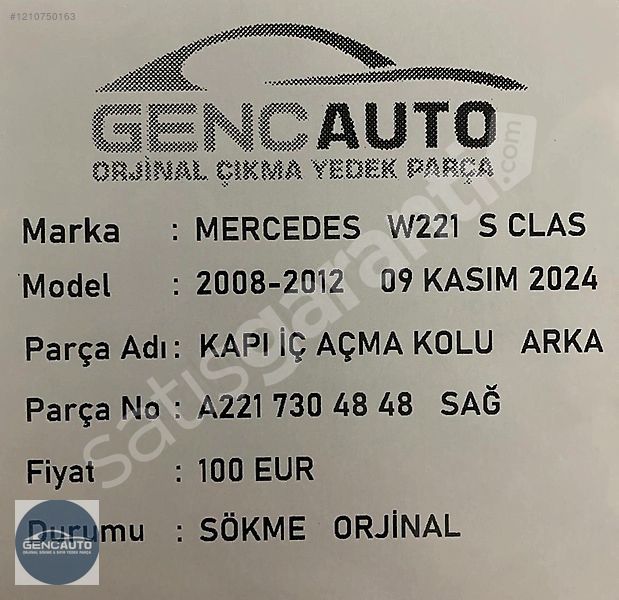 #1210750163
GENCAUTO
ORJİNAL ÇIKMA YEDEK PARÇA
Marka : MERCEDES W221 S CLAS
Model : 2008-2012 09 KASIM 2024
Parça Adı : KAPI İÇ AÇMA KOLU ARKA
Parça No : A221 730 48 48 SAĞ
Fiyat : 100 EUR
Durumu : SÖKME ORJİNAL
satisgaranti.com
GENCAUTO